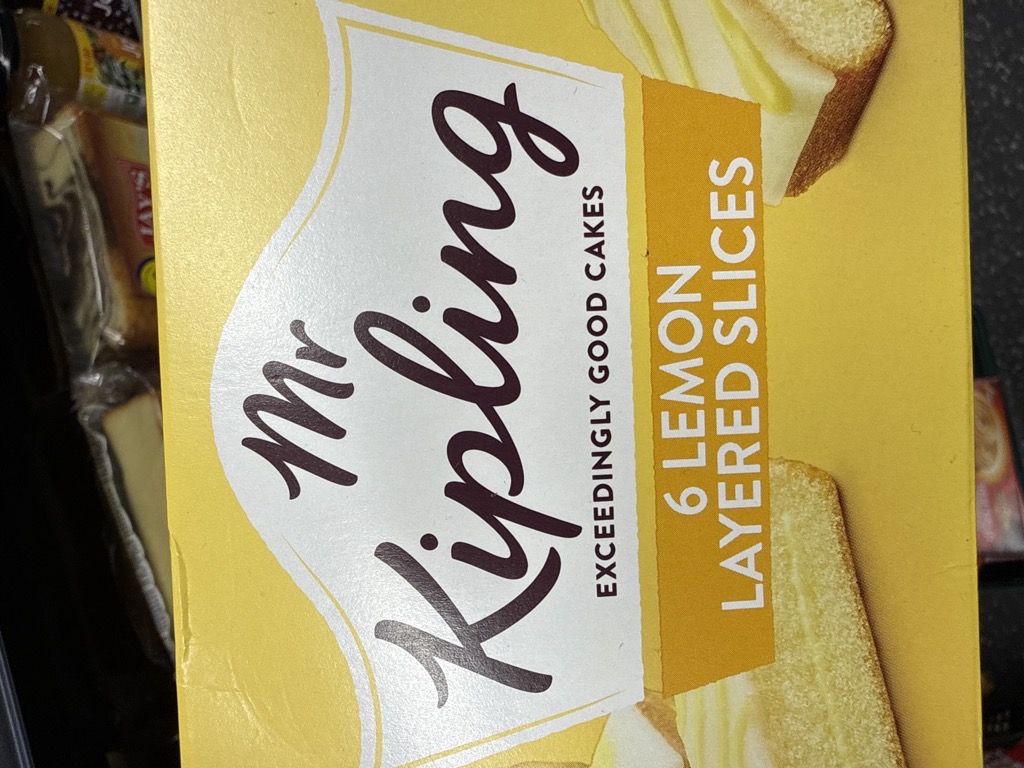 Mr
Kipling
EXCEEDINGLY GOOD CAKES
6 LEMON
LAYERED SLICES